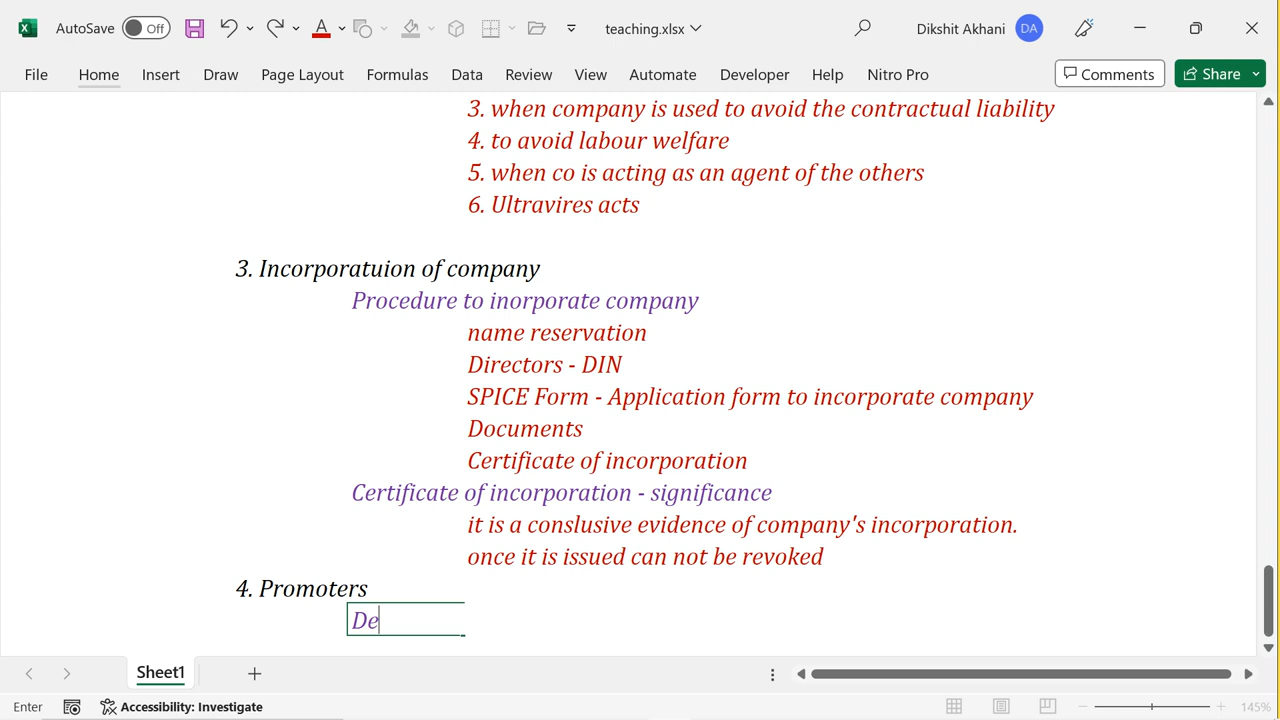 AutoSave Off teaching.xlsx Dikshit Akhani DA
File Home Insert Draw Page Layout Formulas Data Review View Automate Developer Help Nitro Pro Comments Share
3. when company is used to avoid the contractual liability
4. to avoid labour welfare
5. when co is acting as an agent of the others
6. Ultravires acts
3. Incorporatuion of company
Procedure to inorporate company
name reservation
Directors - DIN
SPICE Form - Application form to incorporate company
Documents
Certificate of incorporation
Certificate of incorporation - significance
it is a conslusive evidence of company's incorporation.
once it is issued can not be revoked
4. Promoters
De
Sheet1
Enter Accessibility: Investigate 145%